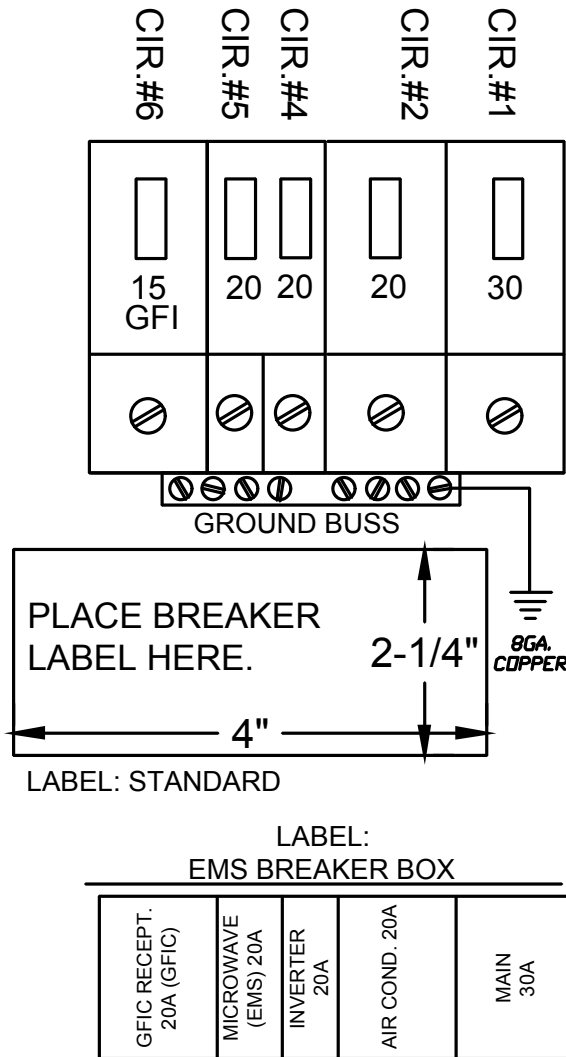 CIR.#6
CIR.#5
CIR.#4
CIR.#2
CIR.#1
15
GFI
20
20
20
30
GROUND BUSS
PLACE BREAKER
LABEL HERE.
2-1/4"
8GA.
COPPER
4"
LABEL: STANDARD
LABEL:
EMS BREAKER BOX
GFIC RECEPT.
20A (GFIC)
MICROWAVE
(EMS) 20A
INVERTER
20A
AIR COND. 20A
MAIN
30A